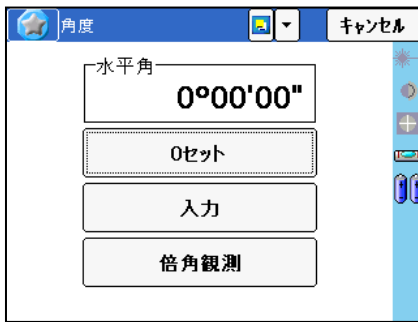 角度
キャンセル
水平角
0°00'00"
0セット
入力
倍角観測